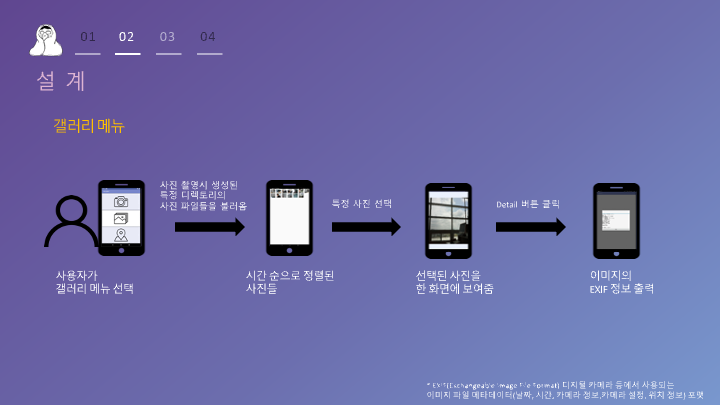 01 02 03 04
설 계
갤러리 메뉴
사진 촬영시 생성된
특정 디렉토리의
사진 파일들을 불러옴
특정 사진 선택
Detail 버튼 클릭
사용자가
갤러리 메뉴 선택
시간 순으로 정렬된
사진들
선택된 사진을
한 화면에 보여줌
이미지의
EXIF 정보 출력
* EXIF(Exchangeable Image File Format) 디지털 카메라 등에서 사용되는
이미지 파일 메타데이터(날짜, 시간, 카메라 정보,카메라 설정, 위치 정보) 포맷